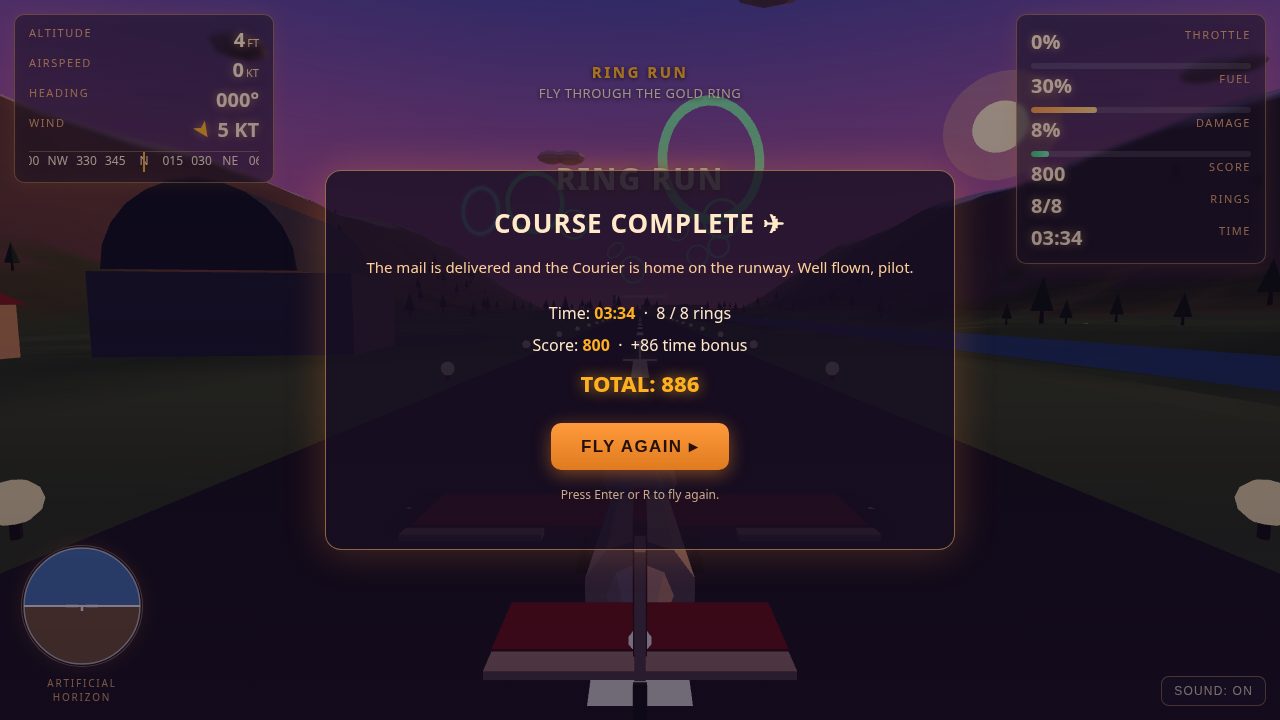 ALTITUDE 4 FT
AIRSPEED 0 KT
HEADING 000°
WIND 5 KT
NW 330 345 N 015 030 NE
RING RUN
FLY THROUGH THE GOLD RING
0% THROTTLE
30% FUEL
8% DAMAGE
800 SCORE
8/8 RINGS
03:34 TIME
RING RUN
COURSE COMPLETE ✈
The mail is delivered and the Courier is home on the runway. Well flown, pilot.
Time: 03:34 · 8 / 8 rings
Score: 800 · +86 time bonus
TOTAL: 886
FLY AGAIN ▸
Press Enter or R to fly again.
ARTIFICIAL
HORIZON
SOUND: ON